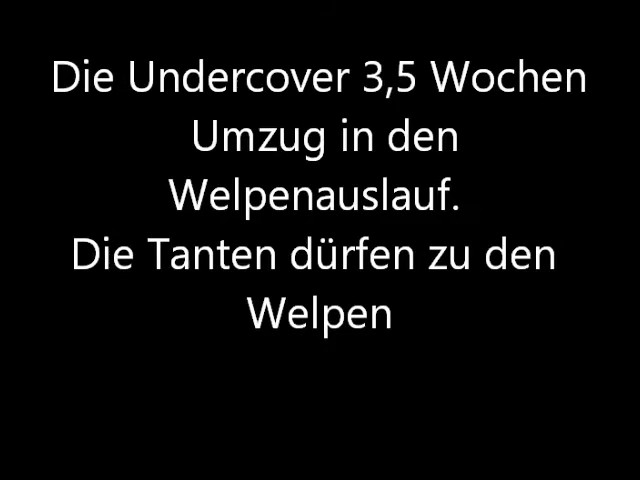 Die Undercover 3,5 Wochen
Umzug in den
Welpenauslauf.
Die Tanten dürfen zu den
Welpen